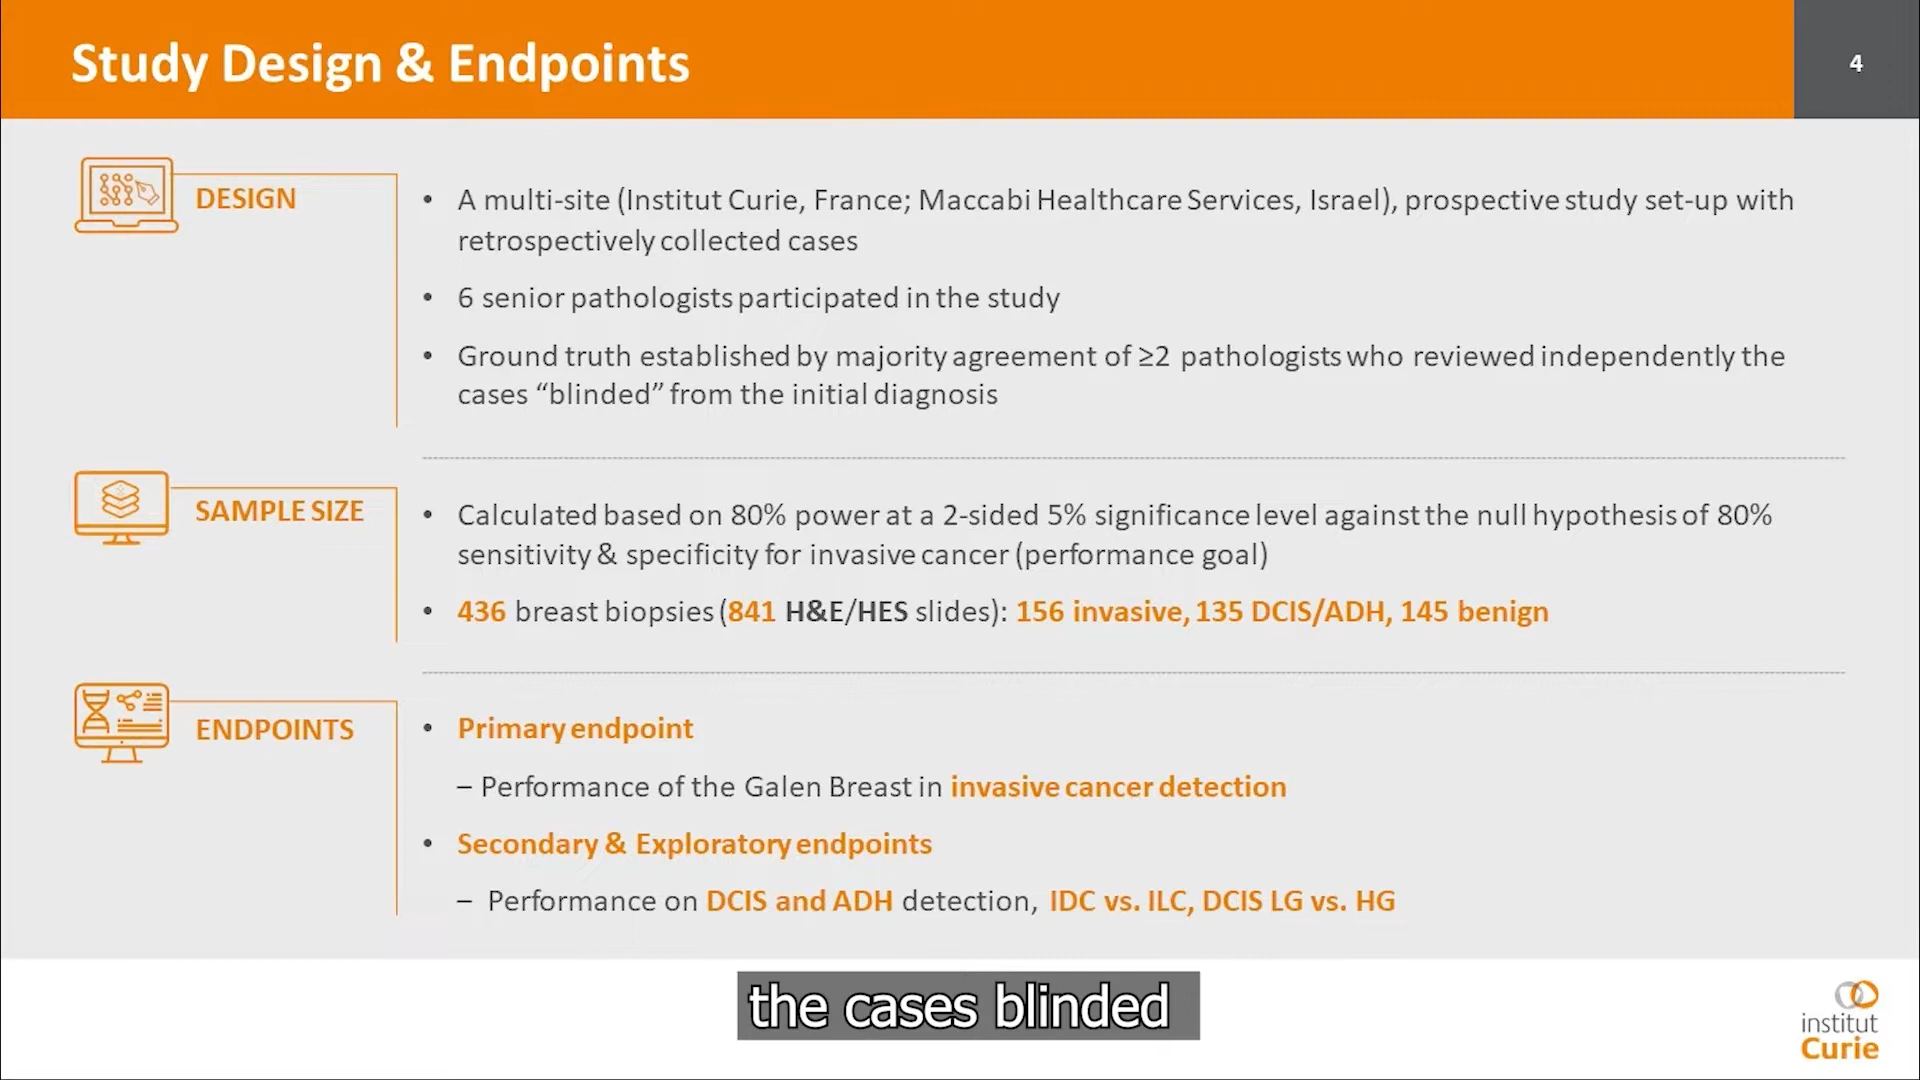 Study Design & Endpoints
4
DESIGN
• A multi-site (Institut Curie, France; Maccabi Healthcare Services, Israel), prospective study set-up with
retrospectively collected cases
• 6 senior pathologists participated in the study
• Ground truth established by majority agreement of ≥2 pathologists who reviewed independently the
cases “blinded” from the initial diagnosis
SAMPLE SIZE
• Calculated based on 80% power at a 2-sided 5% significance level against the null hypothesis of 80%
sensitivity & specificity for invasive cancer (performance goal)
• 436 breast biopsies (841 H&E/HES slides): 156 invasive, 135 DCIS/ADH, 145 benign
ENDPOINTS
• Primary endpoint
– Performance of the Galen Breast in invasive cancer detection
• Secondary & Exploratory endpoints
– Performance on DCIS and ADH detection, IDC vs. ILC, DCIS LG vs. HG
the cases blinded
institut
Curie